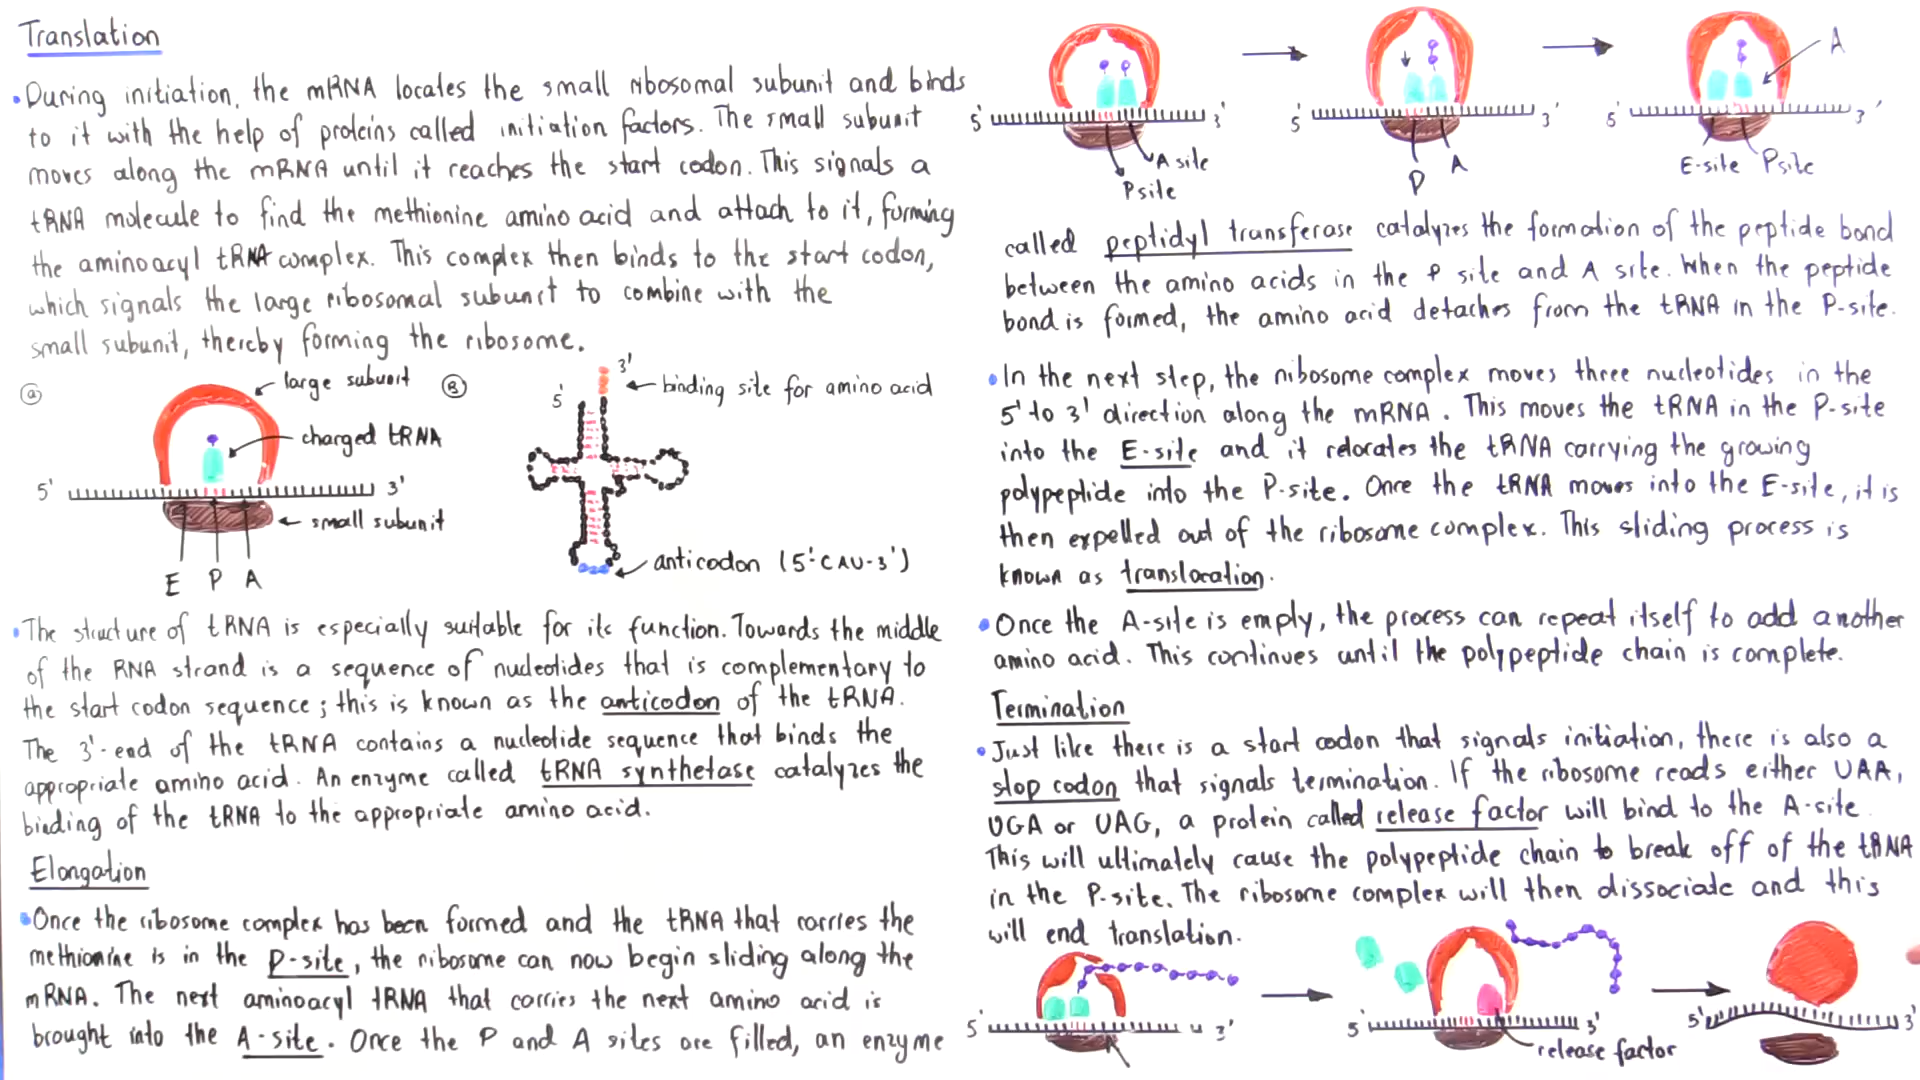 Translation
During initiation, the mRNA locates the small ribosomal subunit and binds
to it with the help of proteins called initiation factors. The small subunit
moves along the mRNA until it reaches the start codon. This signals a
tRNA molecule to find the methionine amino acid and attach to it, forming
the aminoacyl tRNA complex. This complex then binds to the start codon,
which signals the large ribosomal subunit to combine with the
small subunit, thereby forming the ribosome.
a
large subunit
charged tRNA
5' 3'
small subunit
E P A
B
3'
5'
binding site for amino acid
anticodon (5'-CAU-3')
The structure of tRNA is especially suitable for its function. Towards the middle
of the RNA strand is a sequence of nucleotides that is complementary to
the start codon sequence; this is known as the anticodon of the tRNA.
The 3'-end of the tRNA contains a nucleotide sequence that binds the
appropriate amino acid. An enzyme called tRNA synthetase catalyzes the
binding of the tRNA to the appropriate amino acid.
Elongation
Once the ribosome complex has been formed and the tRNA that carries the
methionine is in the P-site, the ribosome can now begin sliding along the
mRNA. The next aminoacyl tRNA that carries the next amino acid is
brought into the A-site. Once the P and A sites are filled, an enzyme
5' 3'
A site
P site
5' 3'
P A
A
5' 3'
E-site P site
called peptidyl transferase catalyzes the formation of the peptide bond
between the amino acids in the P site and A site. When the peptide
bond is formed, the amino acid detaches from the tRNA in the P-site.
In the next step, the ribosome complex moves three nucleotides in the
5' to 3' direction along the mRNA. This moves the tRNA in the P-site
into the E-site and it relocates the tRNA carrying the growing
polypeptide into the P-site. Once the tRNA moves into the E-site, it is
then expelled out of the ribosome complex. This sliding process is
known as translocation.
Once the A-site is empty, the process can repeat itself to add another
amino acid. This continues until the polypeptide chain is complete.
Termination
Just like there is a start codon that signals initiation, there is also a
stop codon that signals termination. If the ribosome reads either UAA,
UGA or UAG, a protein called release factor will bind to the A-site.
This will ultimately cause the polypeptide chain to break off of the tRNA
in the P-site. The ribosome complex will then dissociate and this
will end translation.
5' 3'
5' 3'
release factor
5' 3'